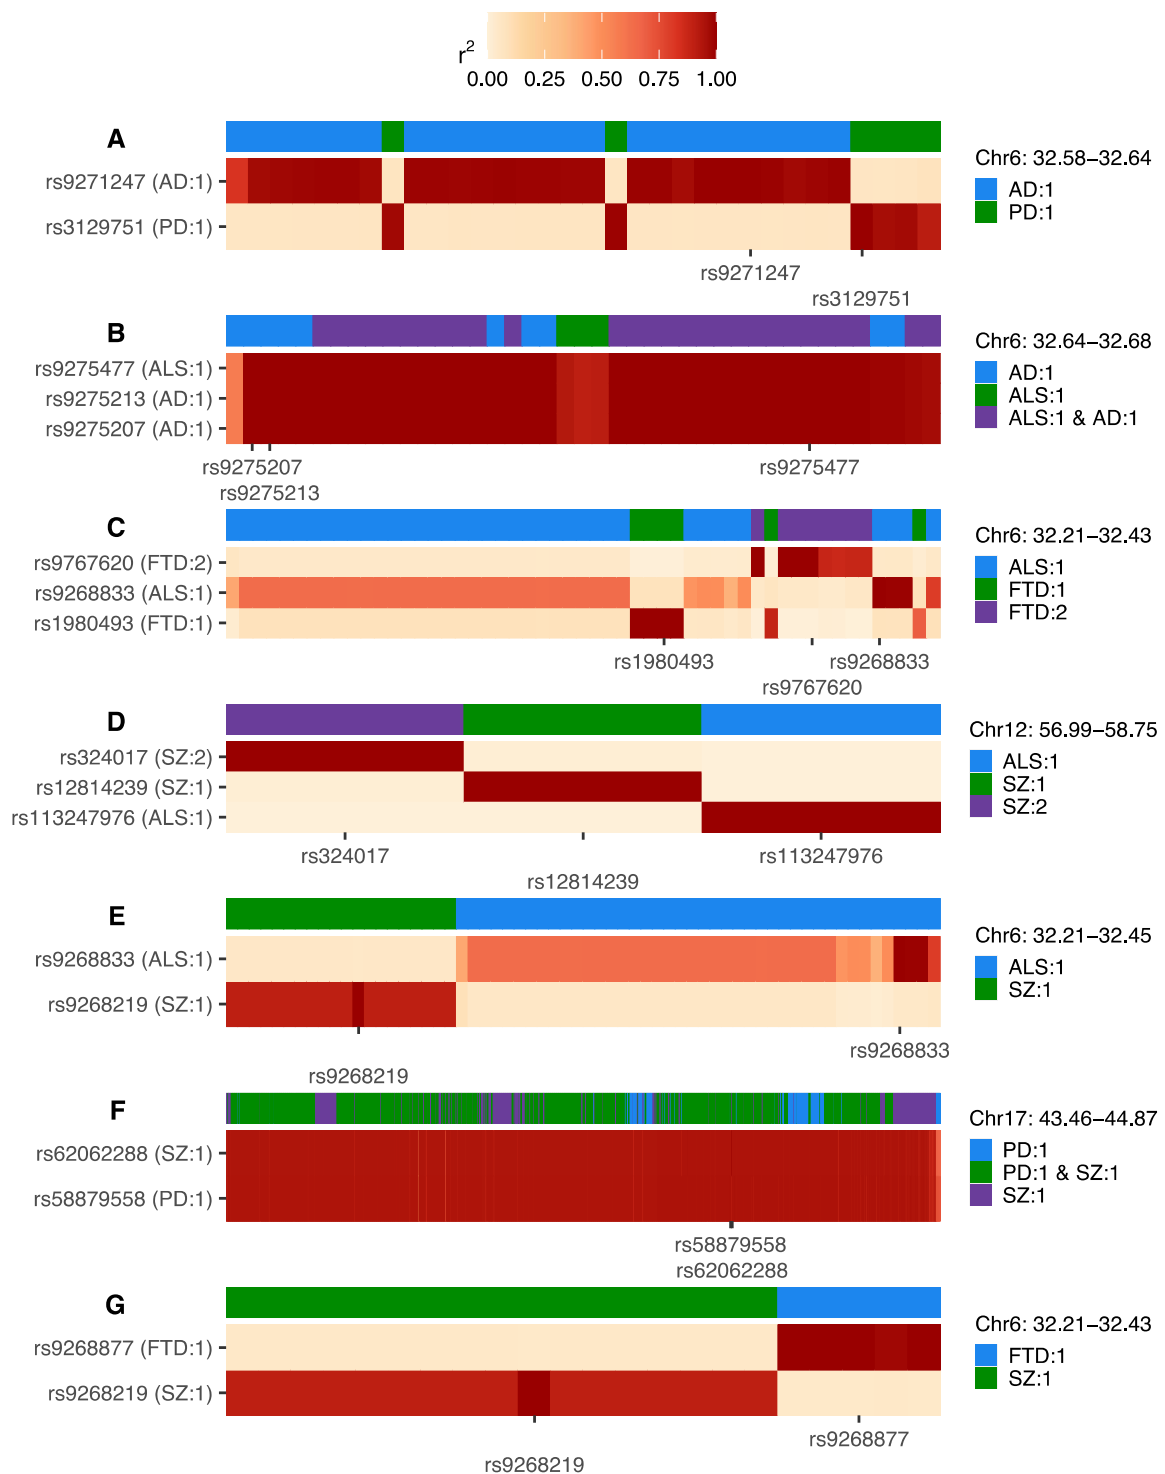 r2
0.00 0.25 0.50 0.75 1.00
A
rs9271247 (AD:1)
rs3129751 (PD:1)
rs9271247
rs3129751
Chr6: 32.58–32.64
AD:1
PD:1
B
rs9275477 (ALS:1)
rs9275213 (AD:1)
rs9275207 (AD:1)
rs9275207
rs9275477
rs9275213
Chr6: 32.64–32.68
AD:1
ALS:1
ALS:1 & AD:1
C
rs9767620 (FTD:2)
rs9268833 (ALS:1)
rs1980493 (FTD:1)
rs1980493
rs9268833
rs9767620
Chr6: 32.21–32.43
ALS:1
FTD:1
FTD:2
D
rs324017 (SZ:2)
rs12814239 (SZ:1)
rs113247976 (ALS:1)
rs324017
rs113247976
rs12814239
Chr12: 56.99–58.75
ALS:1
SZ:1
SZ:2
E
rs9268833 (ALS:1)
rs9268219 (SZ:1)
rs9268833
rs9268219
Chr6: 32.21–32.45
ALS:1
SZ:1
F
rs62062288 (SZ:1)
rs58879558 (PD:1)
rs58879558
rs62062288
Chr17: 43.46–44.87
PD:1
PD:1 & SZ:1
SZ:1
G
rs9268877 (FTD:1)
rs9268219 (SZ:1)
rs9268877
rs9268219
Chr6: 32.21–32.43
FTD:1
SZ:1